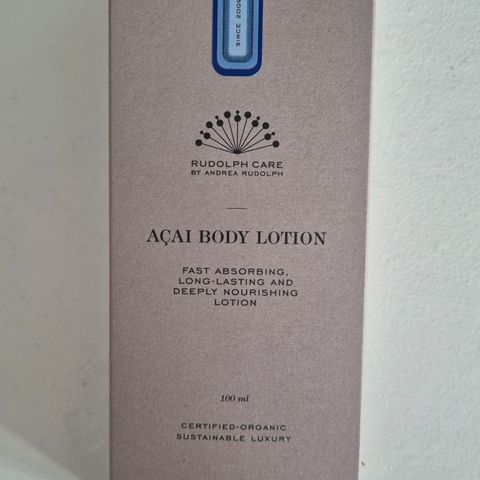 SINCE 2009
RUDOLPH CARE
BY ANDREA RUDOLPH
AÇAI BODY LOTION
FAST ABSORBING,
LONG-LASTING AND
DEEPLY NOURISHING
LOTION
100 ml
CERTIFIED-ORGANIC
SUSTAINABLE LUXURY